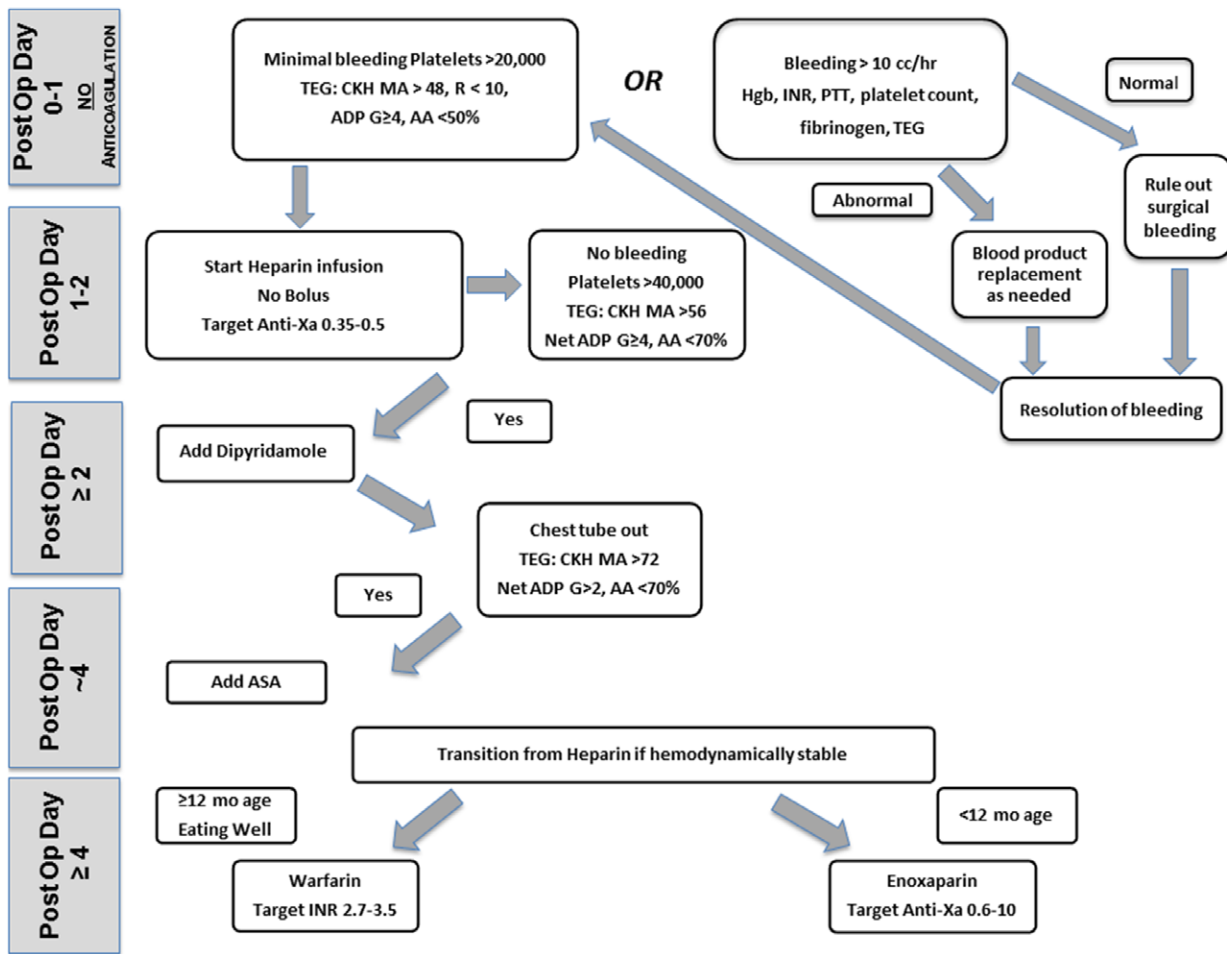 Post Op Day
0-1
NO
ANTICOAGULATION
Minimal bleeding Platelets >20,000
TEG: CKH MA > 48, R < 10,
ADP G≥4, AA <50%
OR
Bleeding > 10 cc/hr
Hgb, INR, PTT, platelet count,
fibrinogen, TEG
Normal
Abnormal
Rule out
surgical
bleeding
Blood product
replacement
as needed
Resolution of bleeding
Post Op Day
1-2
Start Heparin infusion
No Bolus
Target Anti-Xa 0.35-0.5
No bleeding
Platelets >40,000
TEG: CKH MA >56
Net ADP G≥4, AA <70%
Yes
Post Op Day
≥ 2
Add Dipyridamole
Chest tube out
TEG: CKH MA >72
Net ADP G>2, AA <70%
Yes
Post Op Day
~4
Add ASA
Transition from Heparin if hemodynamically stable
Post Op Day
≥ 4
≥12 mo age
Eating Well
<12 mo age
Warfarin
Target INR 2.7-3.5
Enoxaparin
Target Anti-Xa 0.6-10